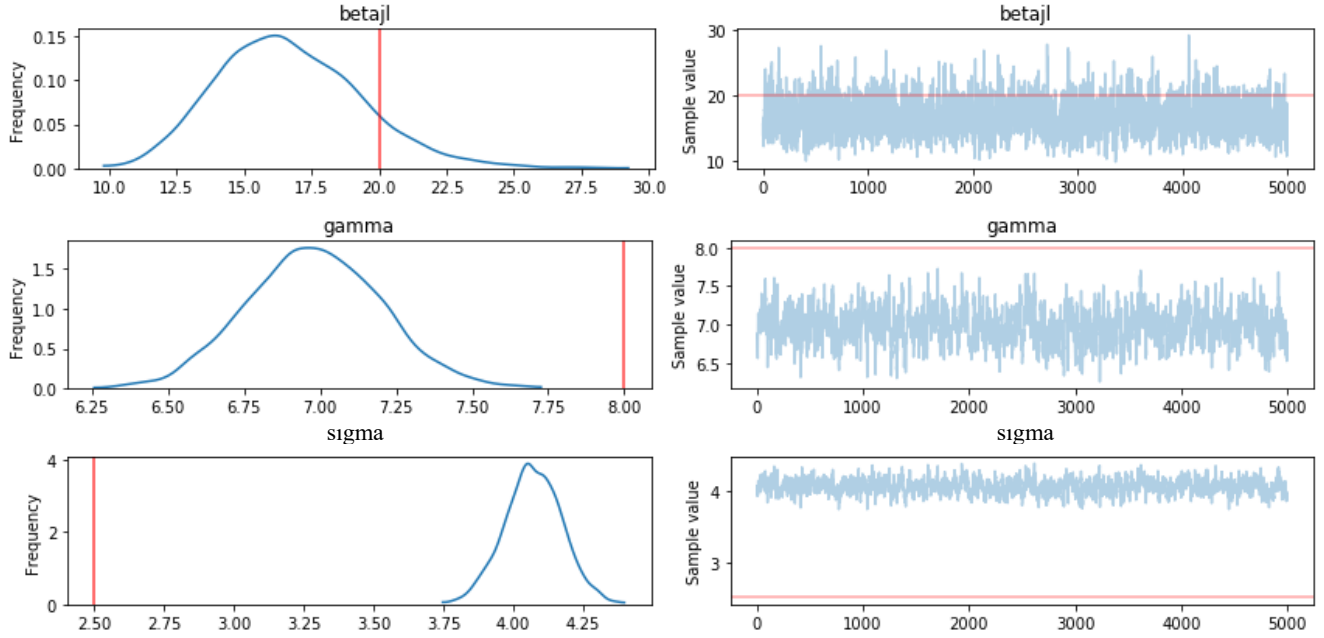 betajl
betajl
Frequency
0.15
0.10
0.05
0.00
10.0 12.5 15.0 17.5 20.0 22.5 25.0 27.5 30.0
Sample value
30
20
10
0 1000 2000 3000 4000 5000
gamma
gamma
Frequency
1.5
1.0
0.5
0.0
6.25 6.50 6.75 7.00 7.25 7.50 7.75 8.00
Sample value
8.0
7.5
7.0
6.5
0 1000 2000 3000 4000 5000
sigma
sigma
Frequency
4
2
0
2.50 2.75 3.00 3.25 3.50 3.75 4.00 4.25
Sample value
4
3
0 1000 2000 3000 4000 5000